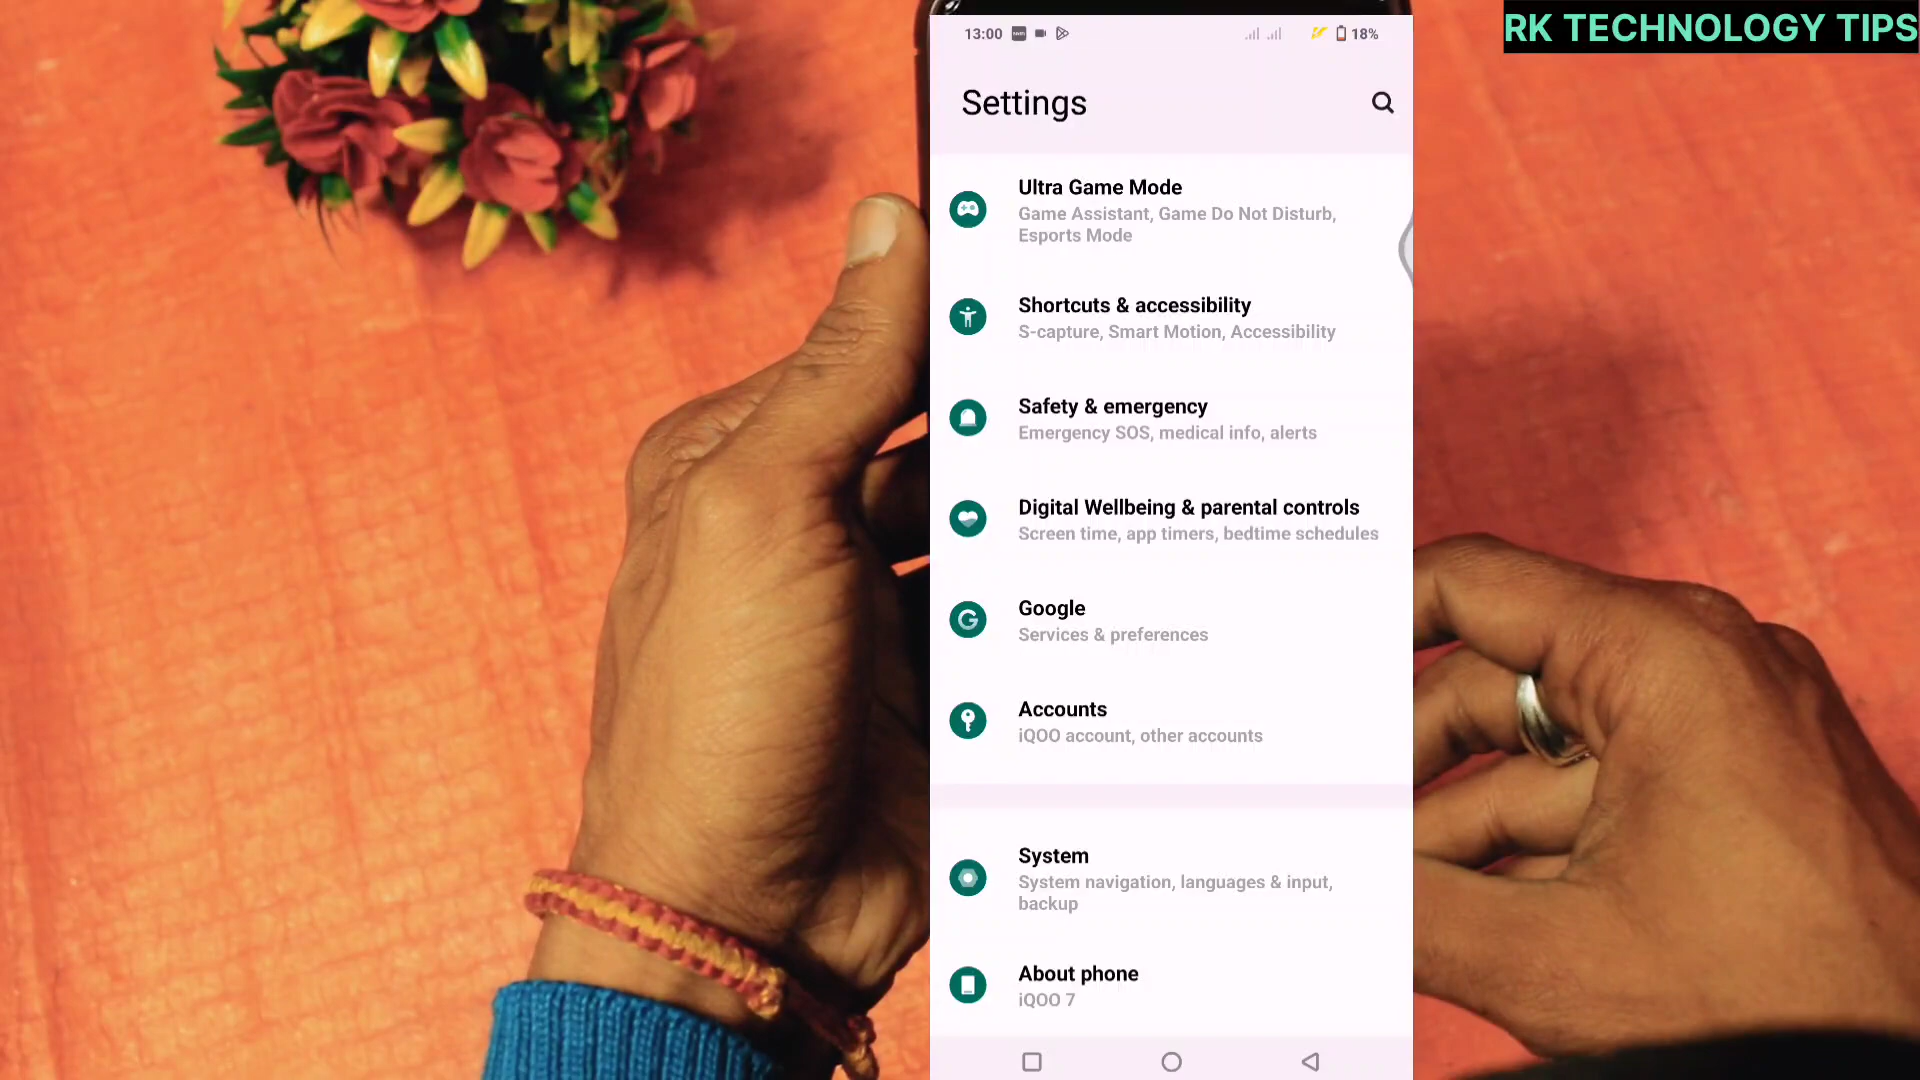 RK TECHNOLOGY TIPS
13:00
18%
Settings
Ultra Game Mode
Game Assistant, Game Do Not Disturb,
Esports Mode
Shortcuts & accessibility
S-capture, Smart Motion, Accessibility
Safety & emergency
Emergency SOS, medical info, alerts
Digital Wellbeing & parental controls
Screen time, app timers, bedtime schedules
Google
Services & preferences
Accounts
iQOO account, other accounts
System
System navigation, languages & input,
backup
About phone
iQOO 7